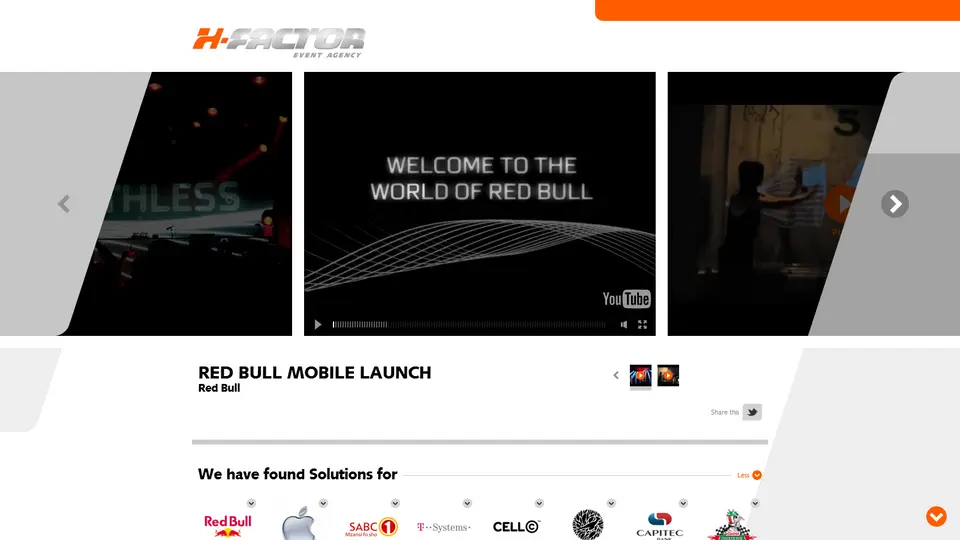 H-FACTOR
EVENT AGENCY
THLESS
WELCOME TO THE
WORLD OF RED BULL
5
YouTube
RED BULL MOBILE LAUNCH
Red Bull
Share this
We have found Solutions for
Less
Red Bull
SABC 1
Mzansi fo sho
T··Systems·
CELL C
CAPITEC
BANK